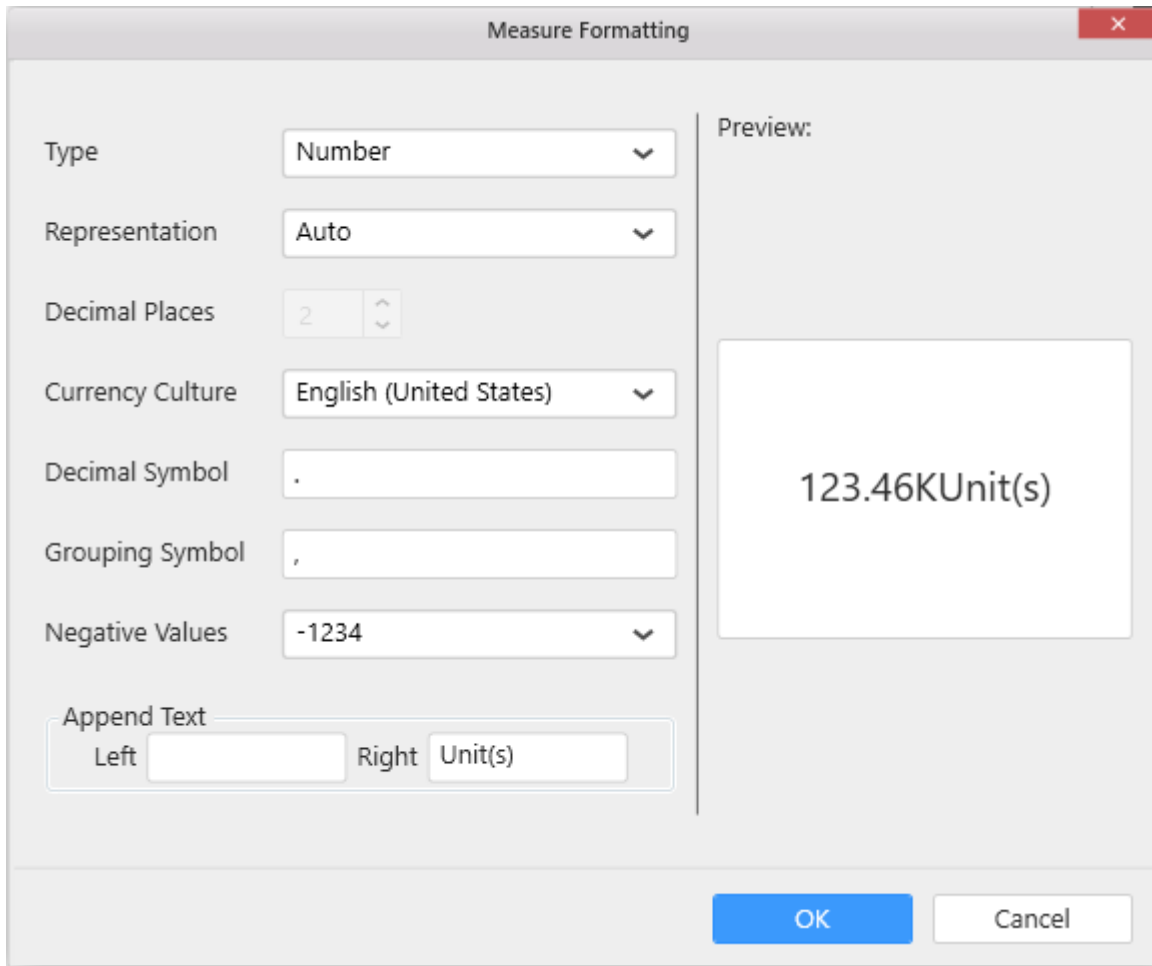 Measure Formatting
Type Number
Preview:
Representation Auto
Decimal Places 2
Currency Culture English (United States)
Decimal Symbol .
Grouping Symbol ,
Negative Values -1234
123.46KUnit(s)
Append Text
Left Right Unit(s)
OK Cancel